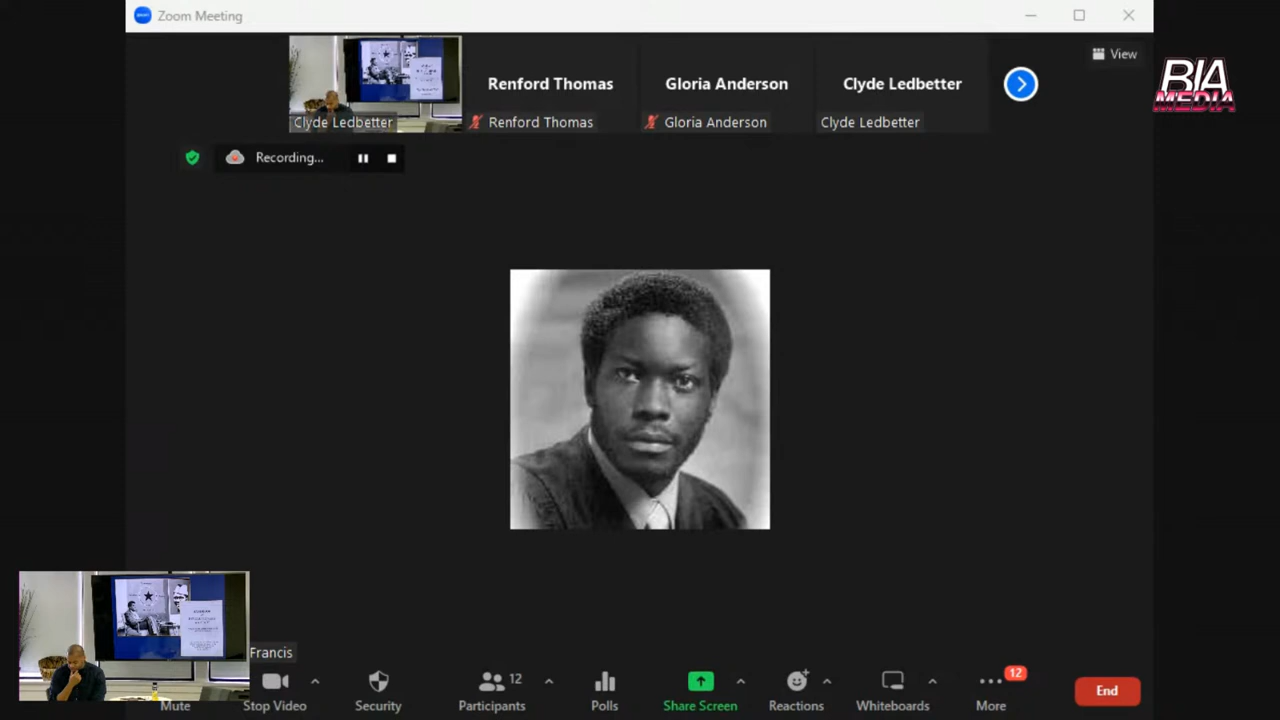 Zoom Meeting
View
BIA
MEDIA
Renford Thomas
Gloria Anderson
Clyde Ledbetter
Clyde Ledbetter
Renford Thomas
Gloria Anderson
Clyde Ledbetter
Recording...
Francis
12
12
Mute
Stop Video
Security
Participants
Polls
Share Screen
Reactions
Whiteboards
More
End